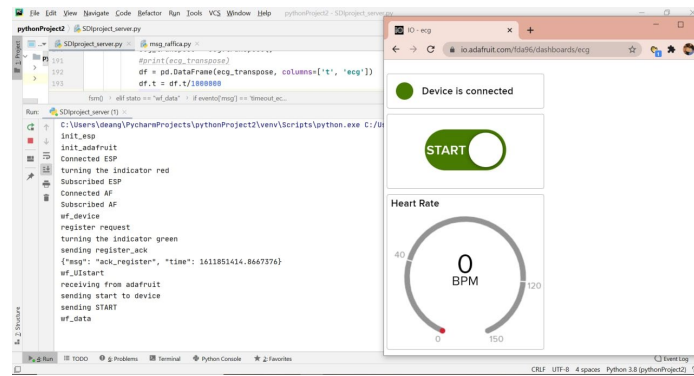 File Edit View Navigate Code Refactor Run Tools VCS Window Help pythonProject2 - SDIproject_server.py
pythonProject2 SDIproject_server.py
Project
SDIproject_server.py × msg_raffica.py ×
191 #print(ecg_transpose)
192 df = pd.DataFrame(ecg_transpose, columns=['t', 'ecg'])
193 df.t = df.t/1000000
fsm() › elif stato == "wf_data" › if evento['msg'] == 'timeout_ec...
Run: SDIproject_server (1) ×
C:\Users\deang\PycharmProjects\pythonProject2\venv\Scripts\python.exe C:/Us
init_esp
init_adafruit
Connected ESP
turning the indicator red
Subscribed ESP
Connected AF
Subscribed AF
wf_device
register request
turning the indicator green
sending register_ack
{"msg": "ack_register", "time": 1611851414.8667376}
wf_UIstart
receiving from adafruit
sending start to device
sending START
wf_data
Structure
4: Run TODO 6: Problems Terminal Python Console 2: Favorites
Event Log
CRLF UTF-8 4 spaces Python 3.8 (pythonProject2)
IO - ecg
io.adafruit.com/fda96/dashboards/ecg
Device is connected
START
Heart Rate
40
0
BPM
120
0 150